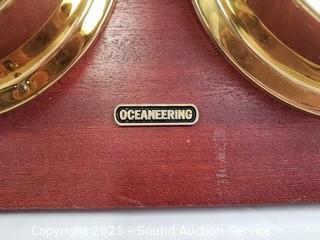 OCEANEERING
Copyright 2021 - Sound Auction Service